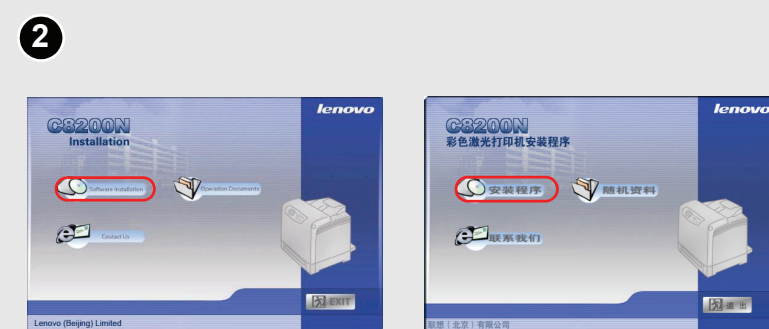 2
lenovo
C8200N
Installation
Software Installation
Operation Documents
Contact Us
EXIT
Lenovo (Beijing) Limited
lenovo
C8200N
彩色激光打印机安装程序
安装程序
随机资料
联系我们
退出
联想(北京)有限公司